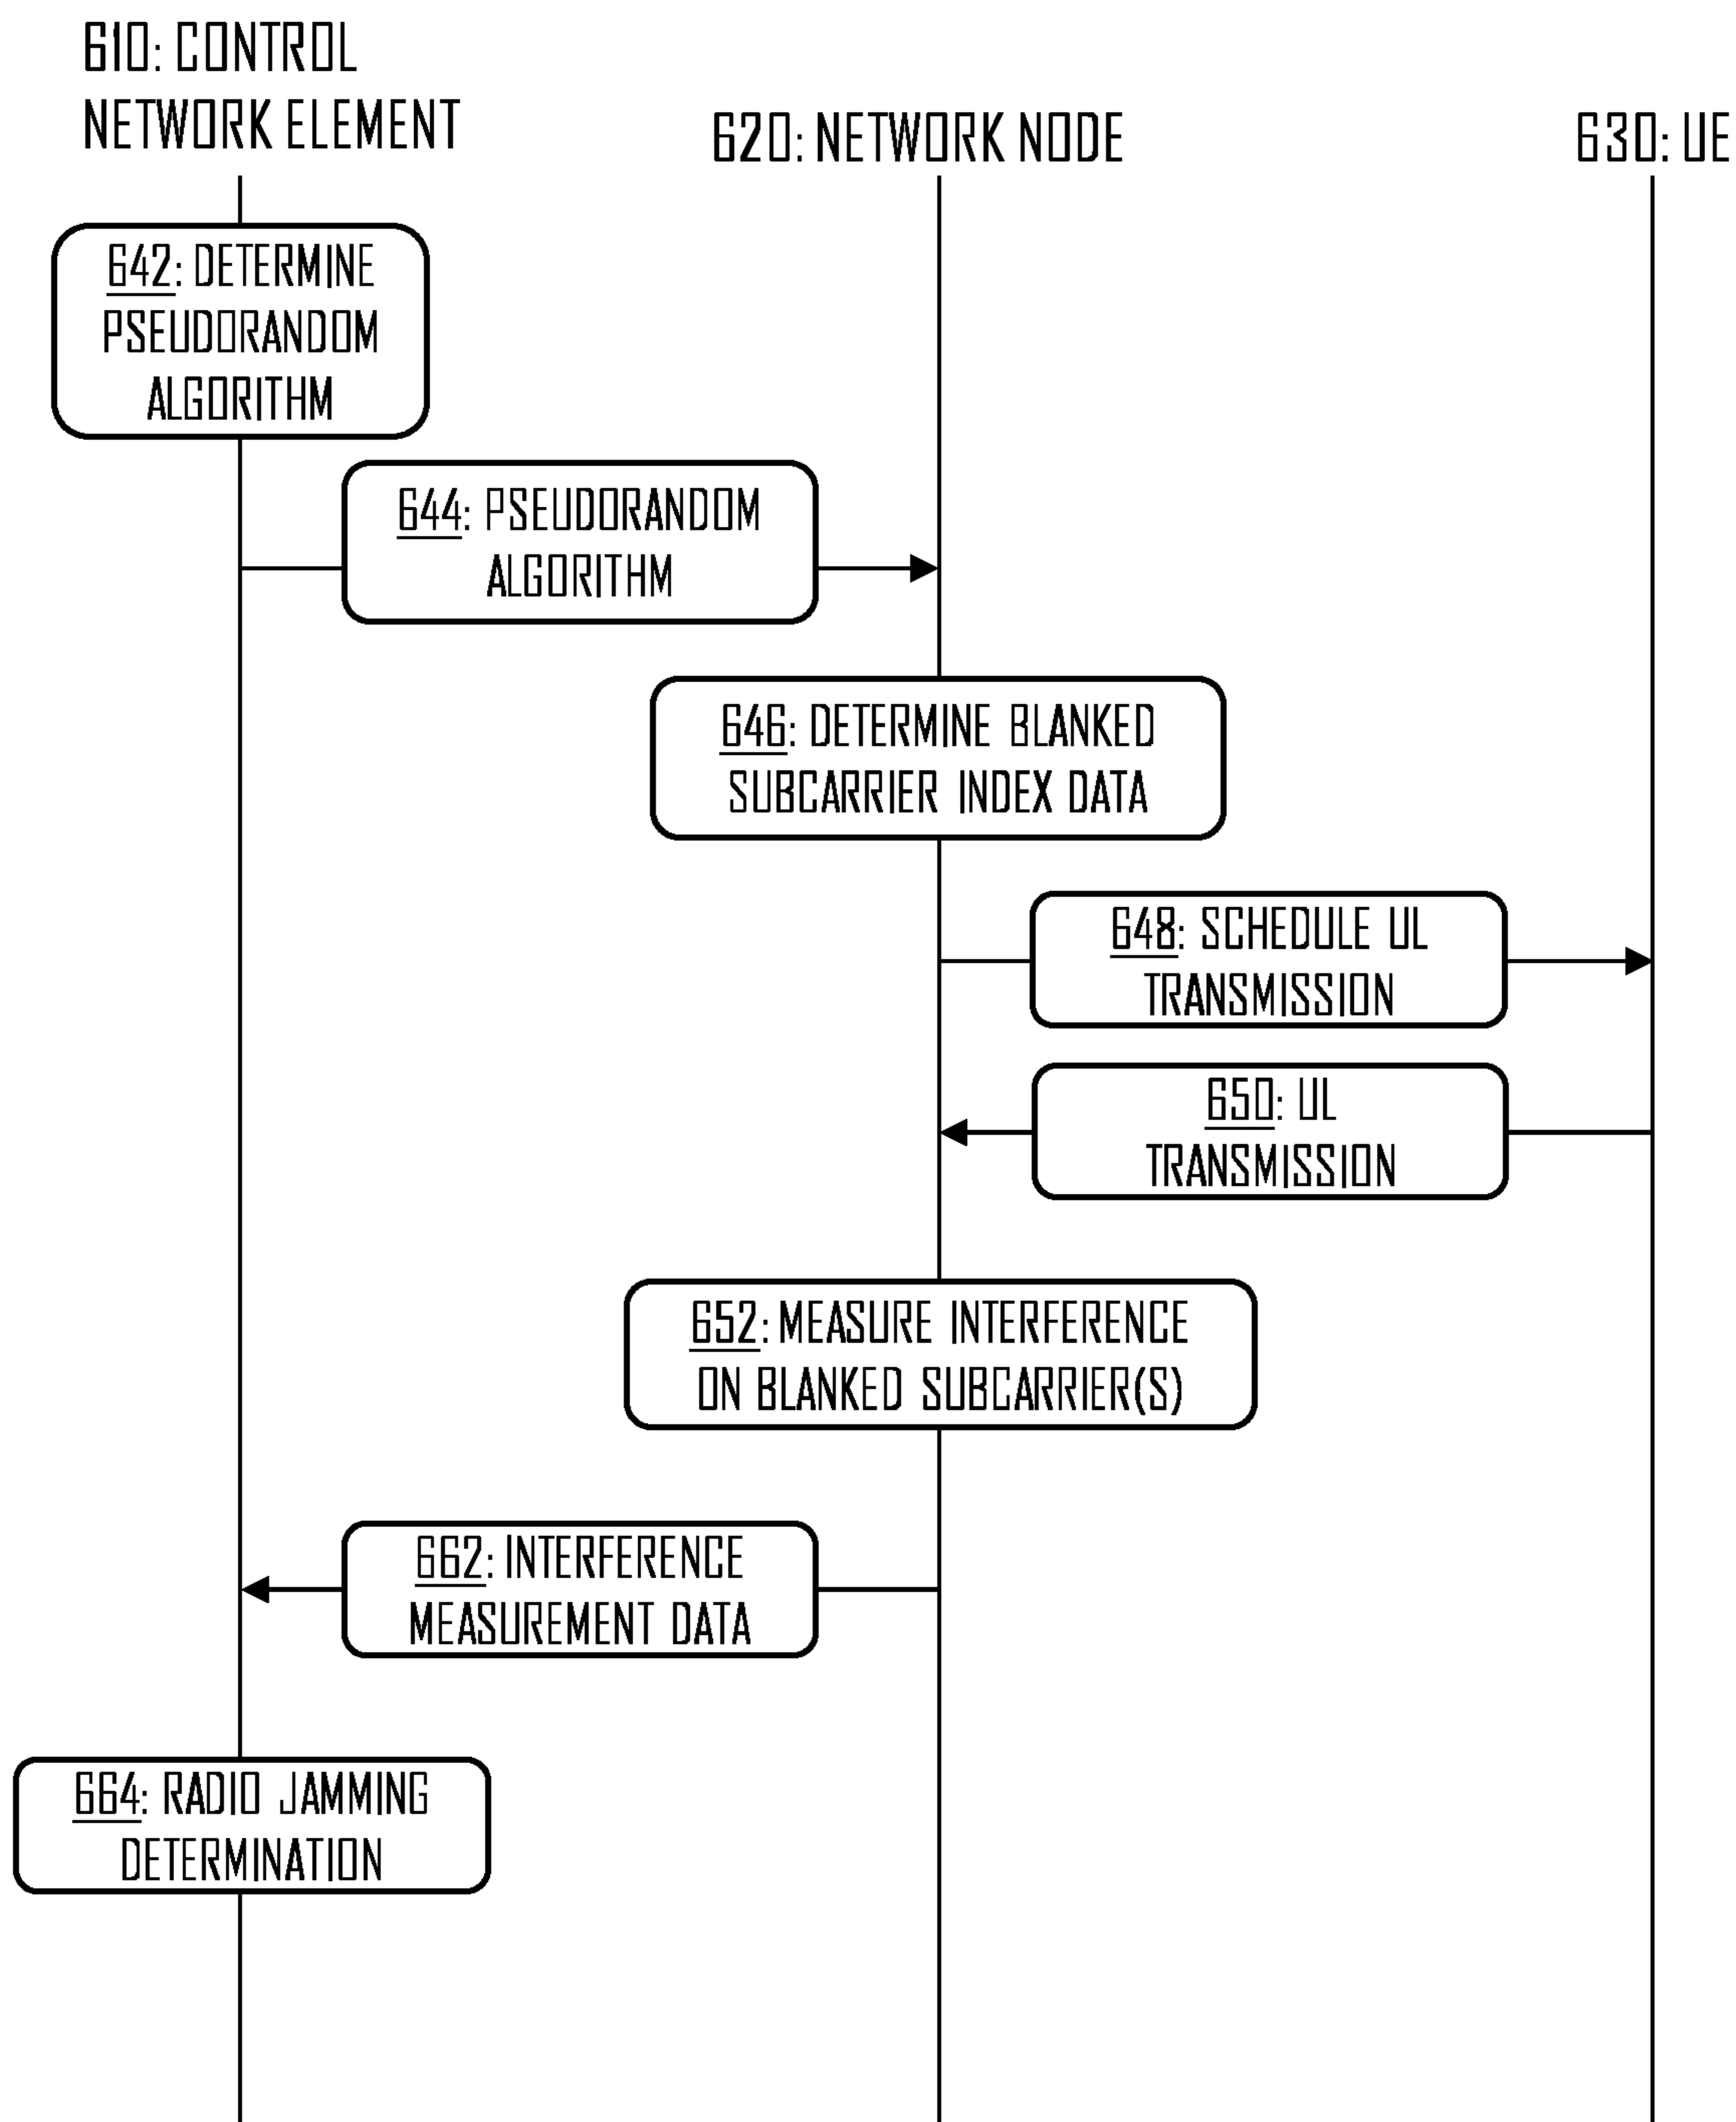 610: CONTROL
NETWORK ELEMENT
620: NETWORK NODE
630: UE
642: DETERMINE
PSEUDORANDOM
ALGORITHM
644: PSEUDORANDOM
ALGORITHM
646: DETERMINE BLANKED
SUBCARRIER INDEX DATA
648: SCHEDULE UL
TRANSMISSION
650: UL
TRANSMISSION
652: MEASURE INTERFERENCE
ON BLANKED SUBCARRIER(S)
662: INTERFERENCE
MEASUREMENT DATA
664: RADIO JAMMING
DETERMINATION